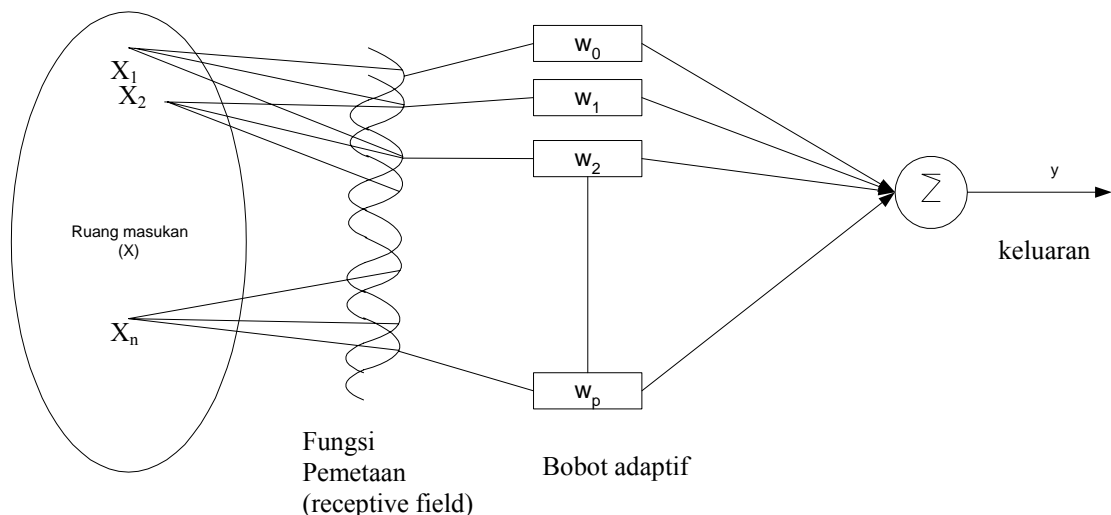 X₁
X₂
Ruang masukan
(X)
Xₙ
Fungsi
Pemetaan
(receptive field)
w₀
w₁
w₂
wₚ
Bobot adaptif
Σ
y
keluaran